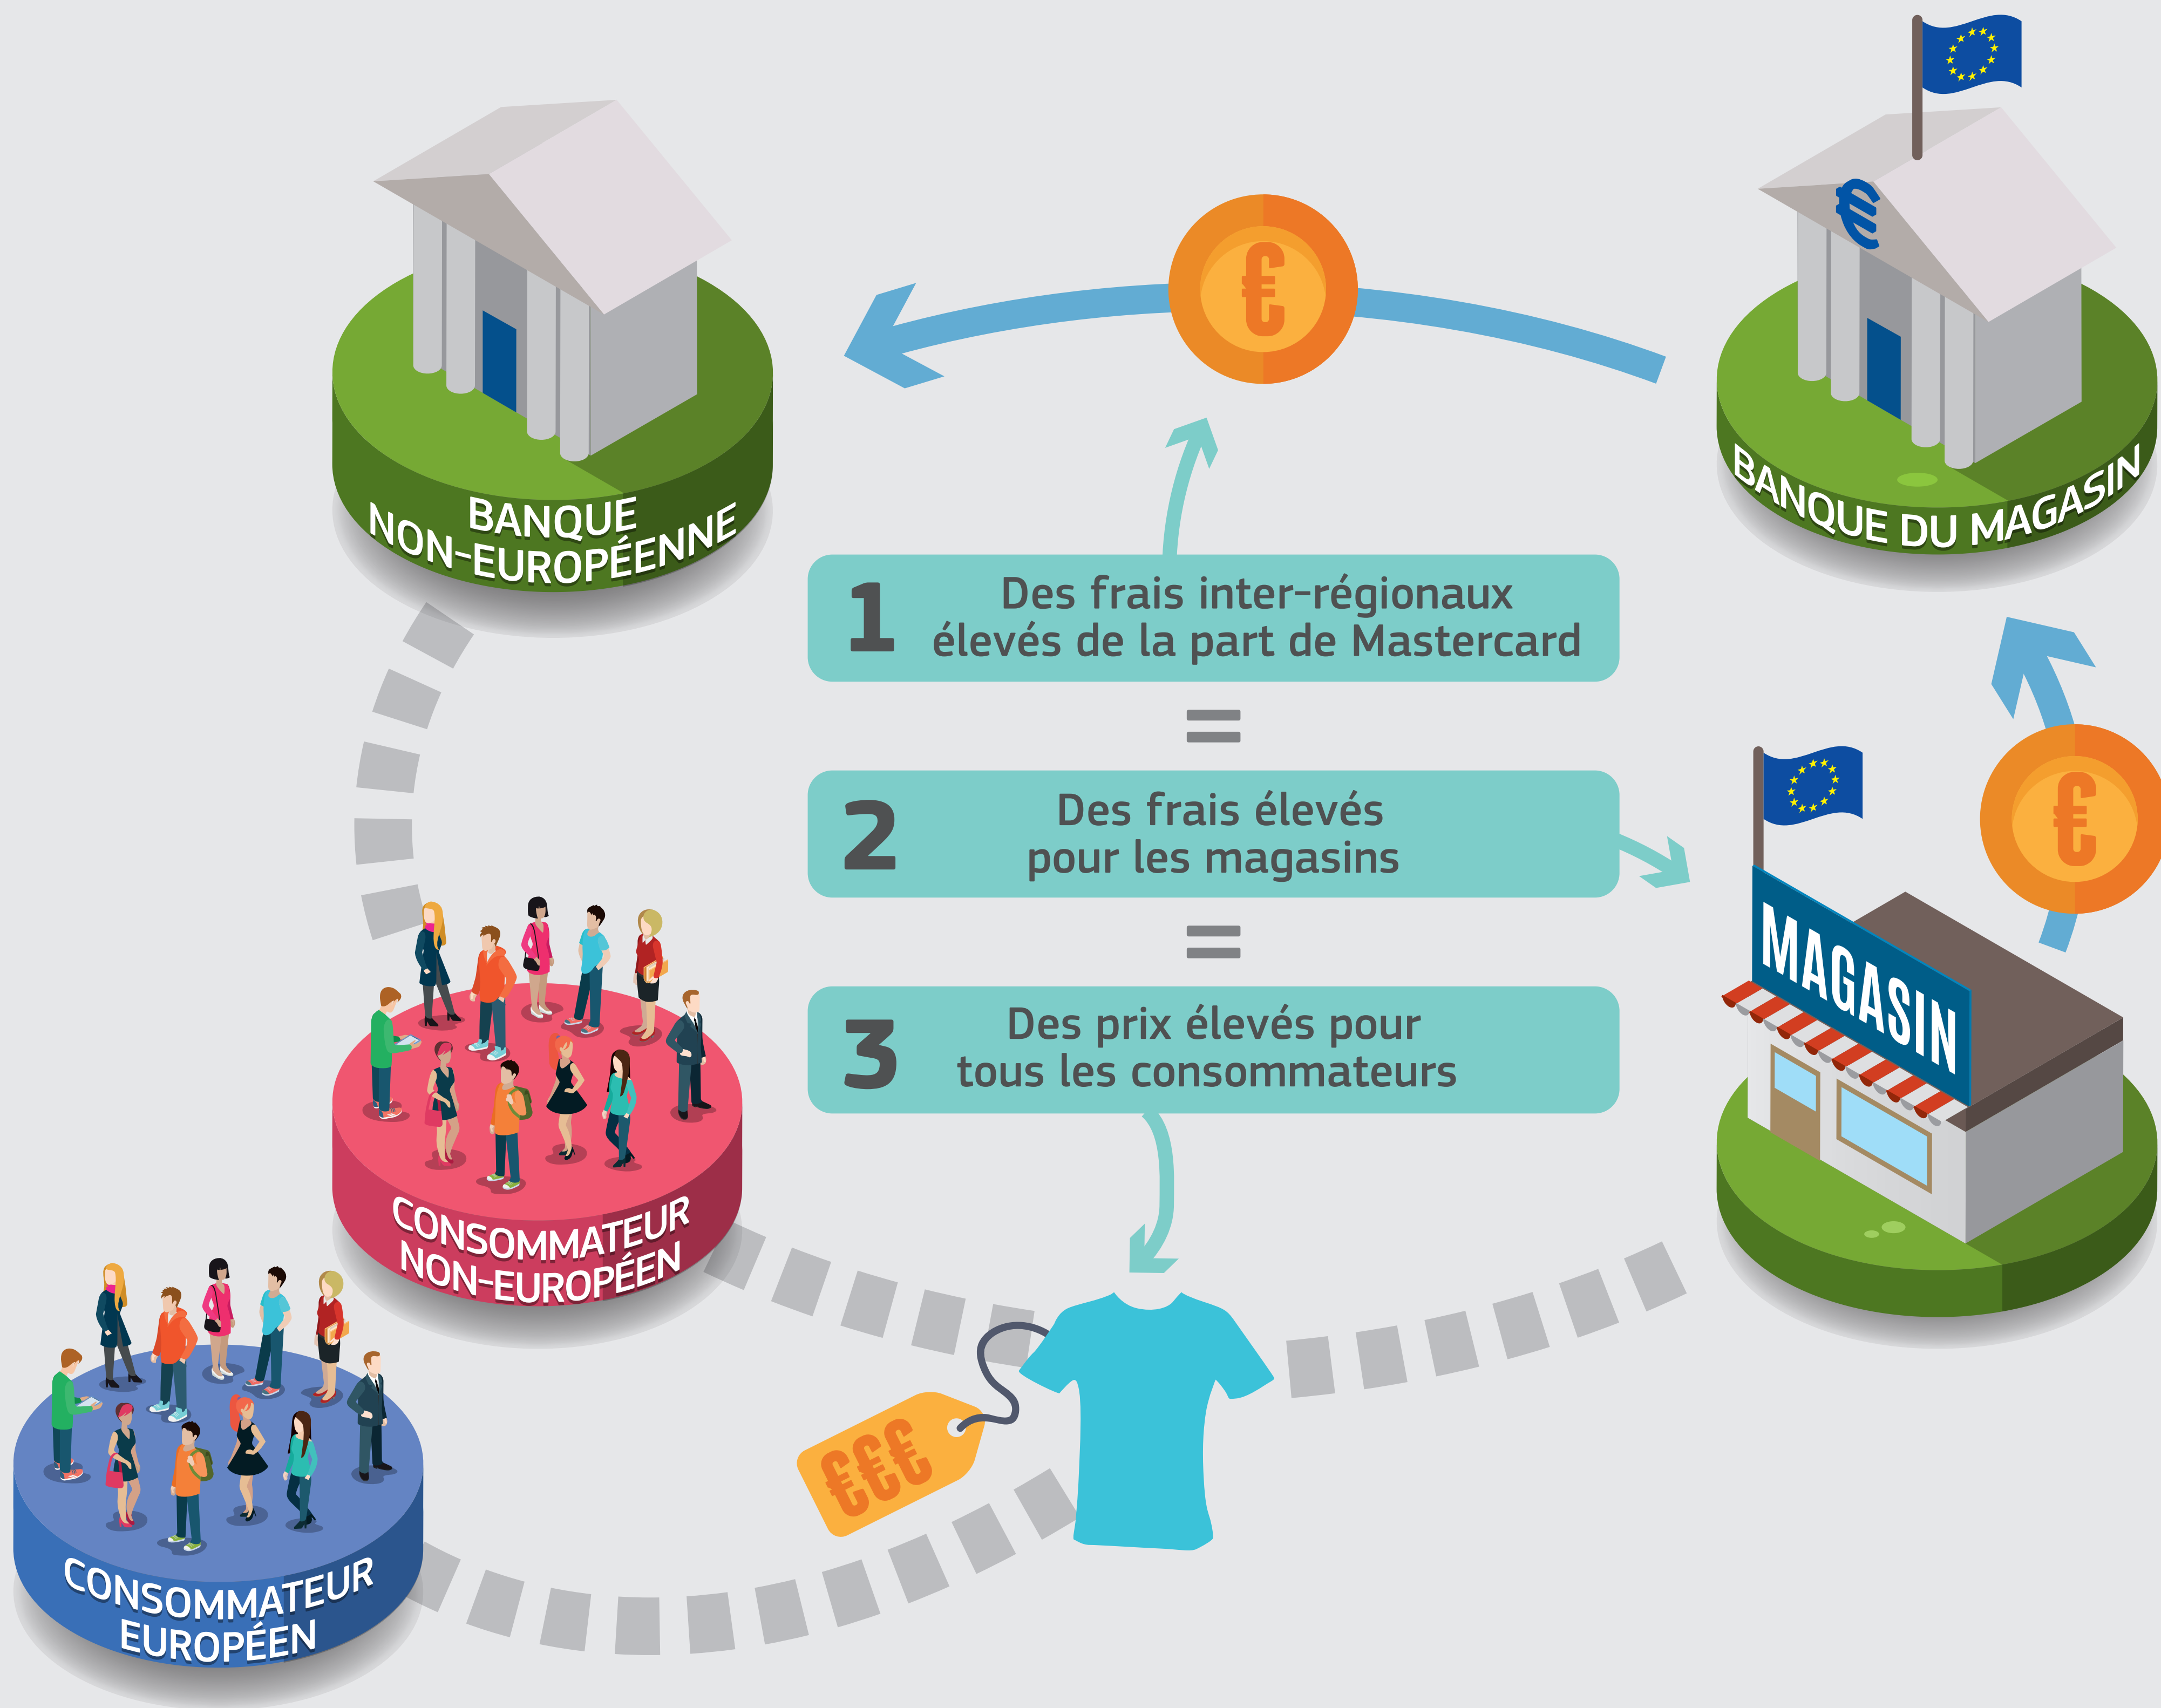 BANQUE
NON-EUROPÉENNE
BANQUE DU MAGASIN
€
€
1
Des frais inter-régionaux
élevés de la part de Mastercard
=
2
Des frais élevés
pour les magasins
=
3
Des prix élevés pour
tous les consommateurs
€
MAGASIN
CONSOMMATEUR
NON-EUROPÉEN
€€€
CONSOMMATEUR
EUROPÉEN